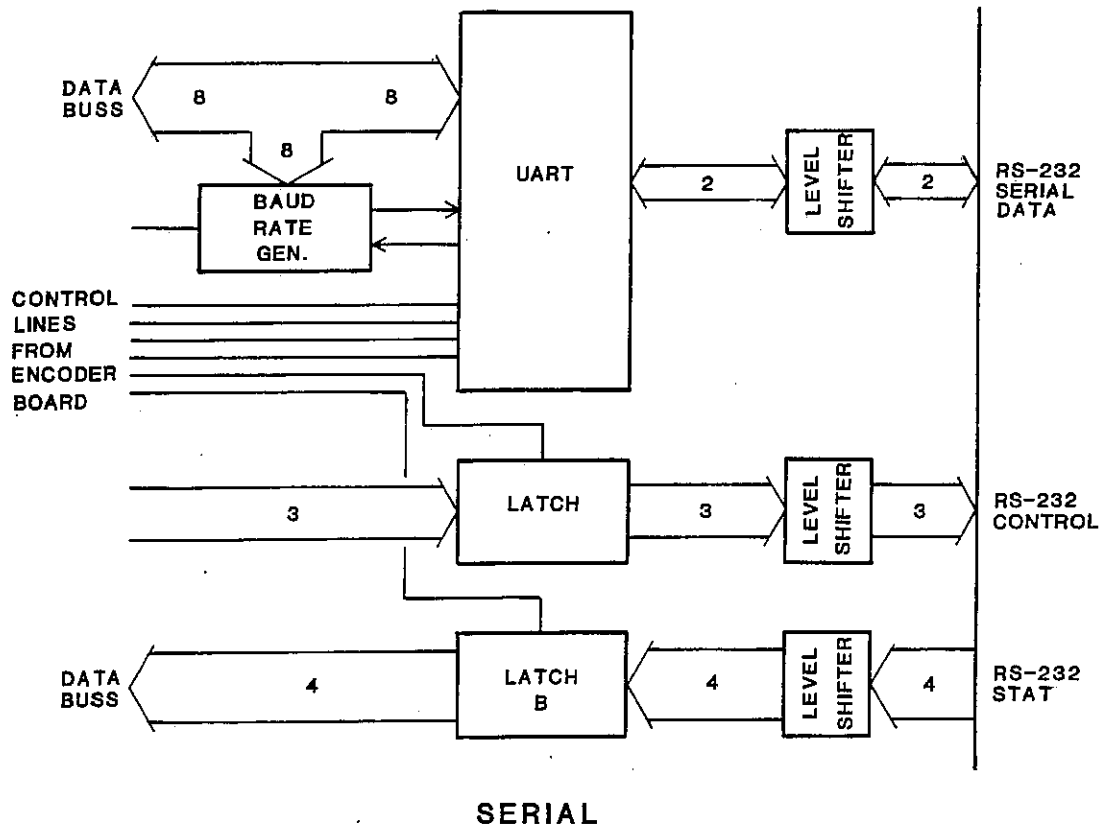 DATA
BUSS
8
8
8
BAUD
RATE
GEN.
UART
2
LEVEL
SHIFTER
2
RS-232
SERIAL
DATA
CONTROL
LINES
FROM
ENCODER
BOARD
3
LATCH
3
LEVEL
SHIFTER
3
RS-232
CONTROL
DATA
BUSS
4
LATCH
B
4
LEVEL
SHIFTER
4
RS-232
STAT
SERIAL